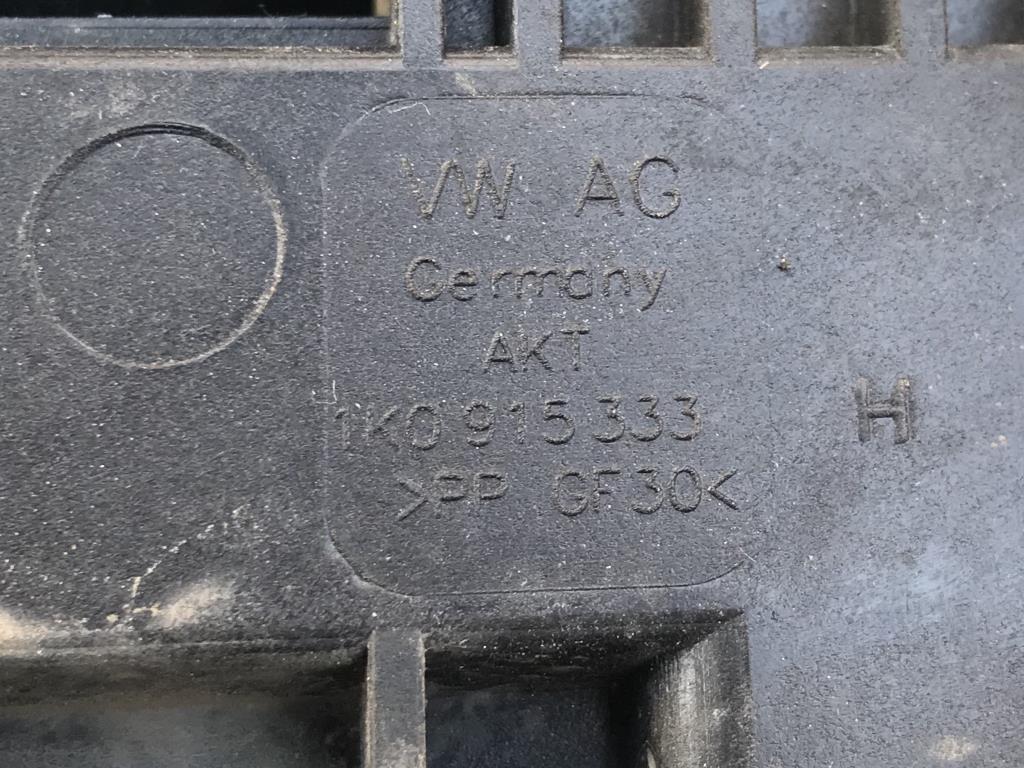 VW AG
Germany
AKT
1K0 915 333
>PP GF30<
H